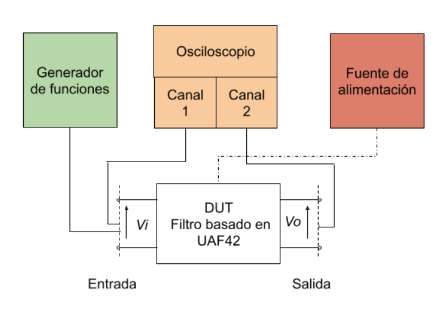 Generador
de funciones
Osciloscopio
Canal
1
Canal
2
Fuente de
alimentación
Vi
DUT
Filtro basado en
UAF42
Vo
Entrada
Salida